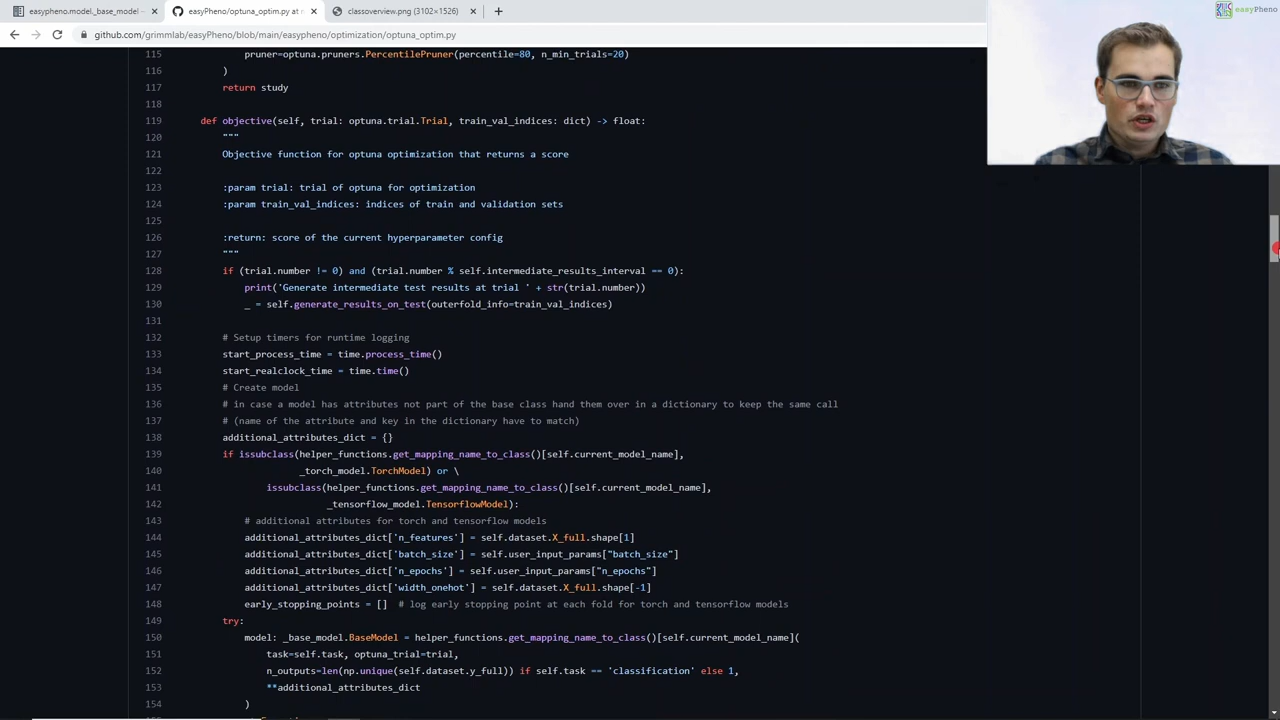 easypheno.model._base_model —
easyPheno/optuna_optim.py at m
classoverview.png (3102×1526)
easyPheno
github.com/grimmlab/easyPheno/blob/main/easypheno/optimization/optuna_optim.py
115 pruner=optuna.pruners.PercentilePruner(percentile=80, n_min_trials=20)
116 )
117 return study
118
119 def objective(self, trial: optuna.trial.Trial, train_val_indices: dict) -> float:
120 """
121 Objective function for optuna optimization that returns a score
122
123 :param trial: trial of optuna for optimization
124 :param train_val_indices: indices of train and validation sets
125
126 :return: score of the current hyperparameter config
127 """
128 if (trial.number != 0) and (trial.number % self.intermediate_results_interval == 0):
129 print('Generate intermediate test results at trial ' + str(trial.number))
130 _ = self.generate_results_on_test(outerfold_info=train_val_indices)
131
132 # Setup timers for runtime logging
133 start_process_time = time.process_time()
134 start_realclock_time = time.time()
135 # Create model
136 # in case a model has attributes not part of the base class hand them over in a dictionary to keep the same call
137 # (name of the attribute and key in the dictionary have to match)
138 additional_attributes_dict = {}
139 if issubclass(helper_functions.get_mapping_name_to_class()[self.current_model_name],
140 _torch_model.TorchModel) or \
141 issubclass(helper_functions.get_mapping_name_to_class()[self.current_model_name],
142 _tensorflow_model.TensorflowModel):
143 # additional attributes for torch and tensorflow models
144 additional_attributes_dict['n_features'] = self.dataset.X_full.shape[1]
145 additional_attributes_dict['batch_size'] = self.user_input_params["batch_size"]
146 additional_attributes_dict['n_epochs'] = self.user_input_params["n_epochs"]
147 additional_attributes_dict['width_onehot'] = self.dataset.X_full.shape[-1]
148 early_stopping_points = [] # log early stopping point at each fold for torch and tensorflow models
149 try:
150 model: _base_model.BaseModel = helper_functions.get_mapping_name_to_class()[self.current_model_name](
151 task=self.task, optuna_trial=trial,
152 n_outputs=len(np.unique(self.dataset.y_full)) if self.task == 'classification' else 1,
153 **additional_attributes_dict
154 )